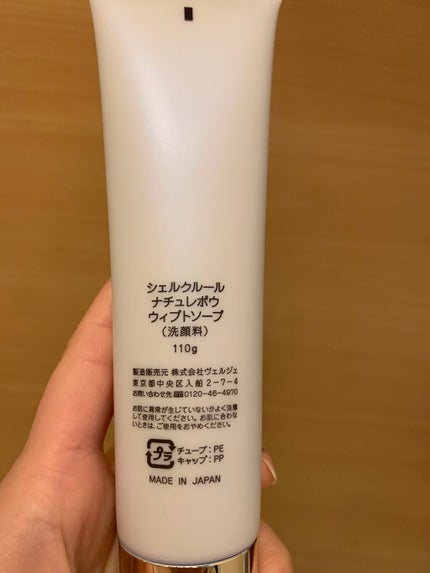 シェルクルール
ナチュレポウ
ウィプトソープ
(洗顔料)
110g
製造販売元 株式会社ヴェルジェ
東京都中央区入船2-7-4
お問い合わせ先 0120-46-4970
お肌に異常が生じていないかよく注意
して使用してください。お肌に合わな
いときは、ご使用をおやめください。
プラ
チューブ:PE
キャップ:PP
MADE IN JAPAN